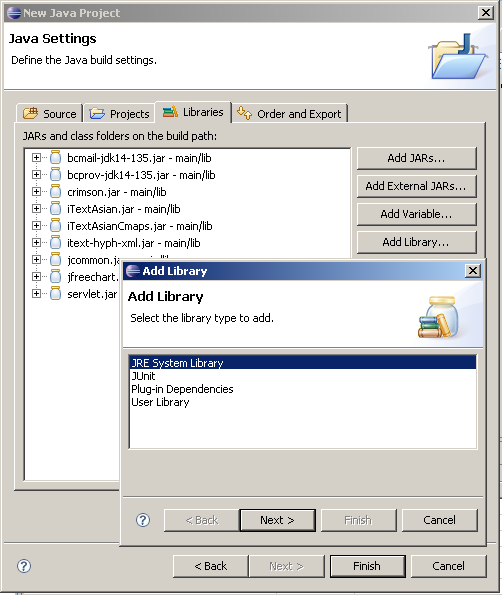 New Java Project
Java Settings
Define the Java build settings.
Source
Projects
Libraries
Order and Export
JARs and class folders on the build path:
bcmail-jdk14-135.jar - main/lib
bcprov-jdk14-135.jar - main/lib
crimson.jar - main/lib
iTextAsian.jar - main/lib
iTextAsianCmaps.jar - main/lib
itext-hyph-xml.jar - main/lib
jcommon.ja
jfreechart.
servlet.jar
Add JARs...
Add External JARs...
Add Variable...
Add Library...
Add Library
Add Library
Select the library type to add.
JRE System Library
JUnit
Plug-in Dependencies
User Library
? < Back Next > Finish Cancel
? < Back Next > Finish Cancel